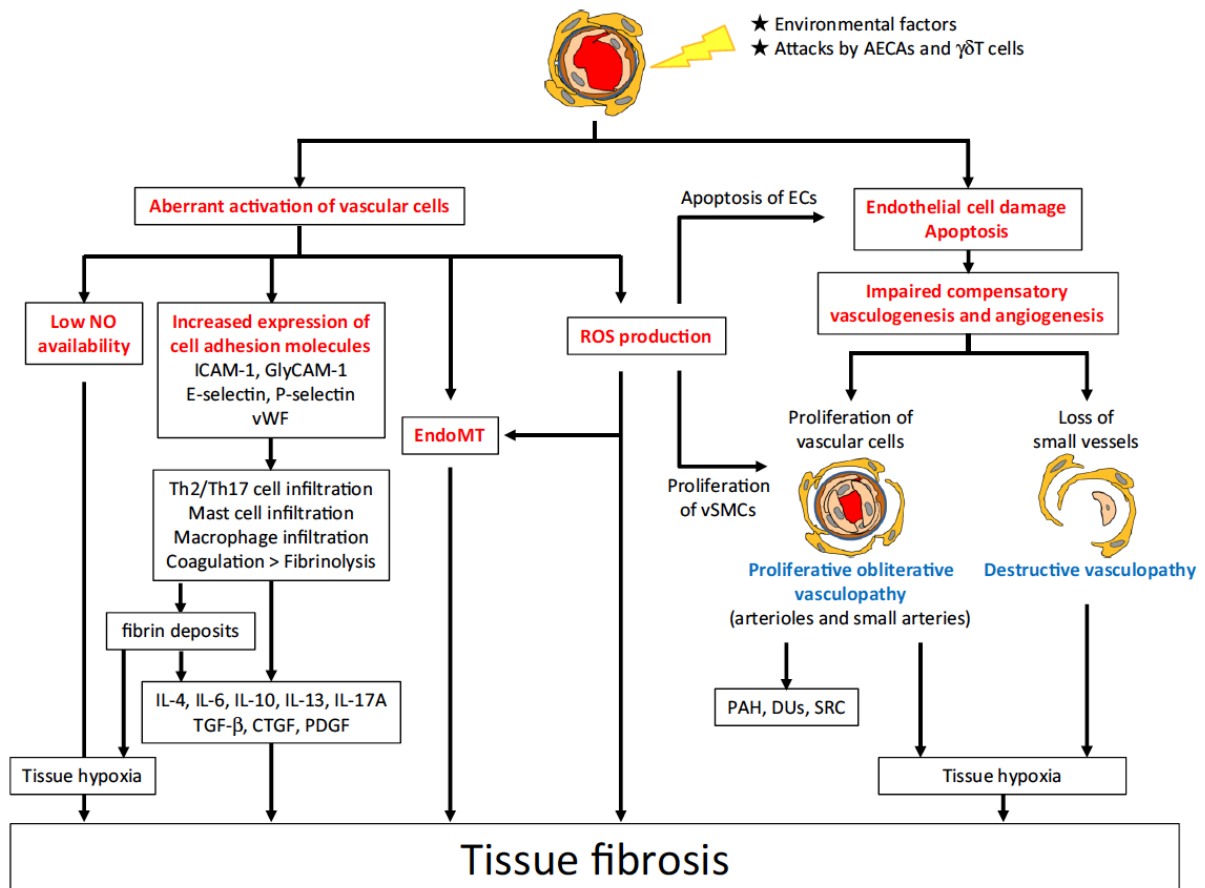 ★ Environmental factors
★ Attacks by AECAs and γδT cells
Aberrant activation of vascular cells
Apoptosis of ECs
Endothelial cell damage
Apoptosis
Low NO
availability
Increased expression of
cell adhesion molecules
ICAM-1, GlyCAM-1
E-selectin, P-selectin
vWF
ROS production
Impaired compensatory
vasculogenesis and angiogenesis
EndoMT
Proliferation of
vascular cells
Loss of
small vessels
Th2/Th17 cell infiltration
Mast cell infiltration
Macrophage infiltration
Coagulation > Fibrinolysis
Proliferation
of vSMCs
Proliferative obliterative
vasculopathy
(arterioles and small arteries)
Destructive vasculopathy
fibrin deposits
IL-4, IL-6, IL-10, IL-13, IL-17A
TGF-β, CTGF, PDGF
PAH, DUs, SRC
Tissue hypoxia
Tissue hypoxia
Tissue fibrosis